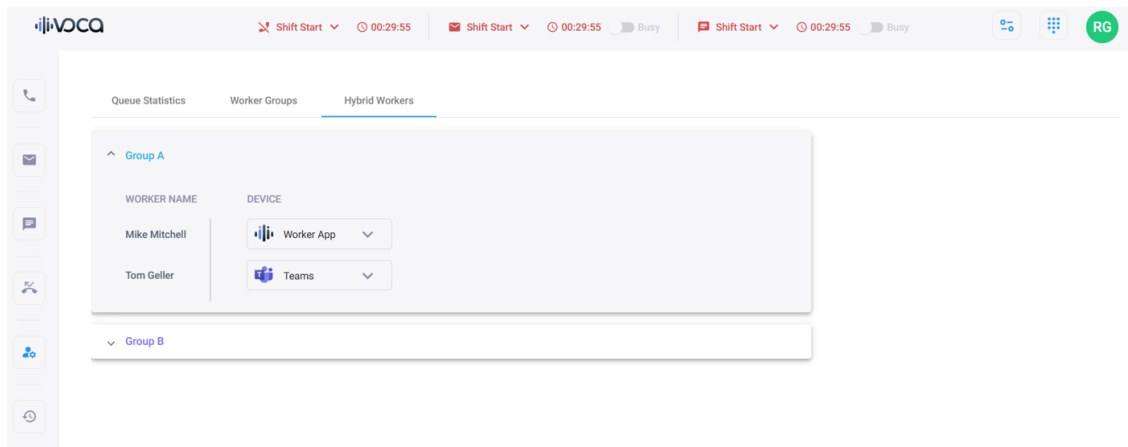 VOCA
Shift Start 00:29:55 Shift Start 00:29:55 Busy Shift Start 00:29:55 Busy RG
Queue Statistics Worker Groups Hybrid Workers
Group A
WORKER NAME DEVICE
Mike Mitchell Worker App
Tom Geller Teams
Group B